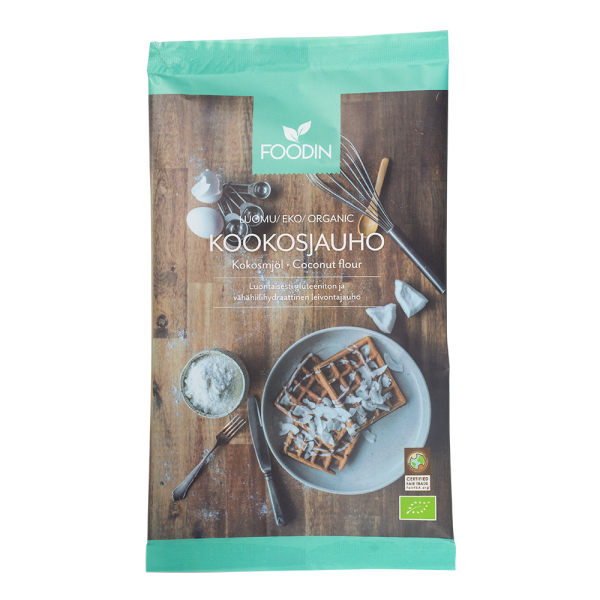 FOODIN
LUOMU/ EKO/ ORGANIC
KOOKOSJAUHO
Kokosmjöl • Coconut flour
Luontaisesti gluteeniton ja
vähähiilihydraattinen leivontajauho
CERTIFIED
FAIR TRADE